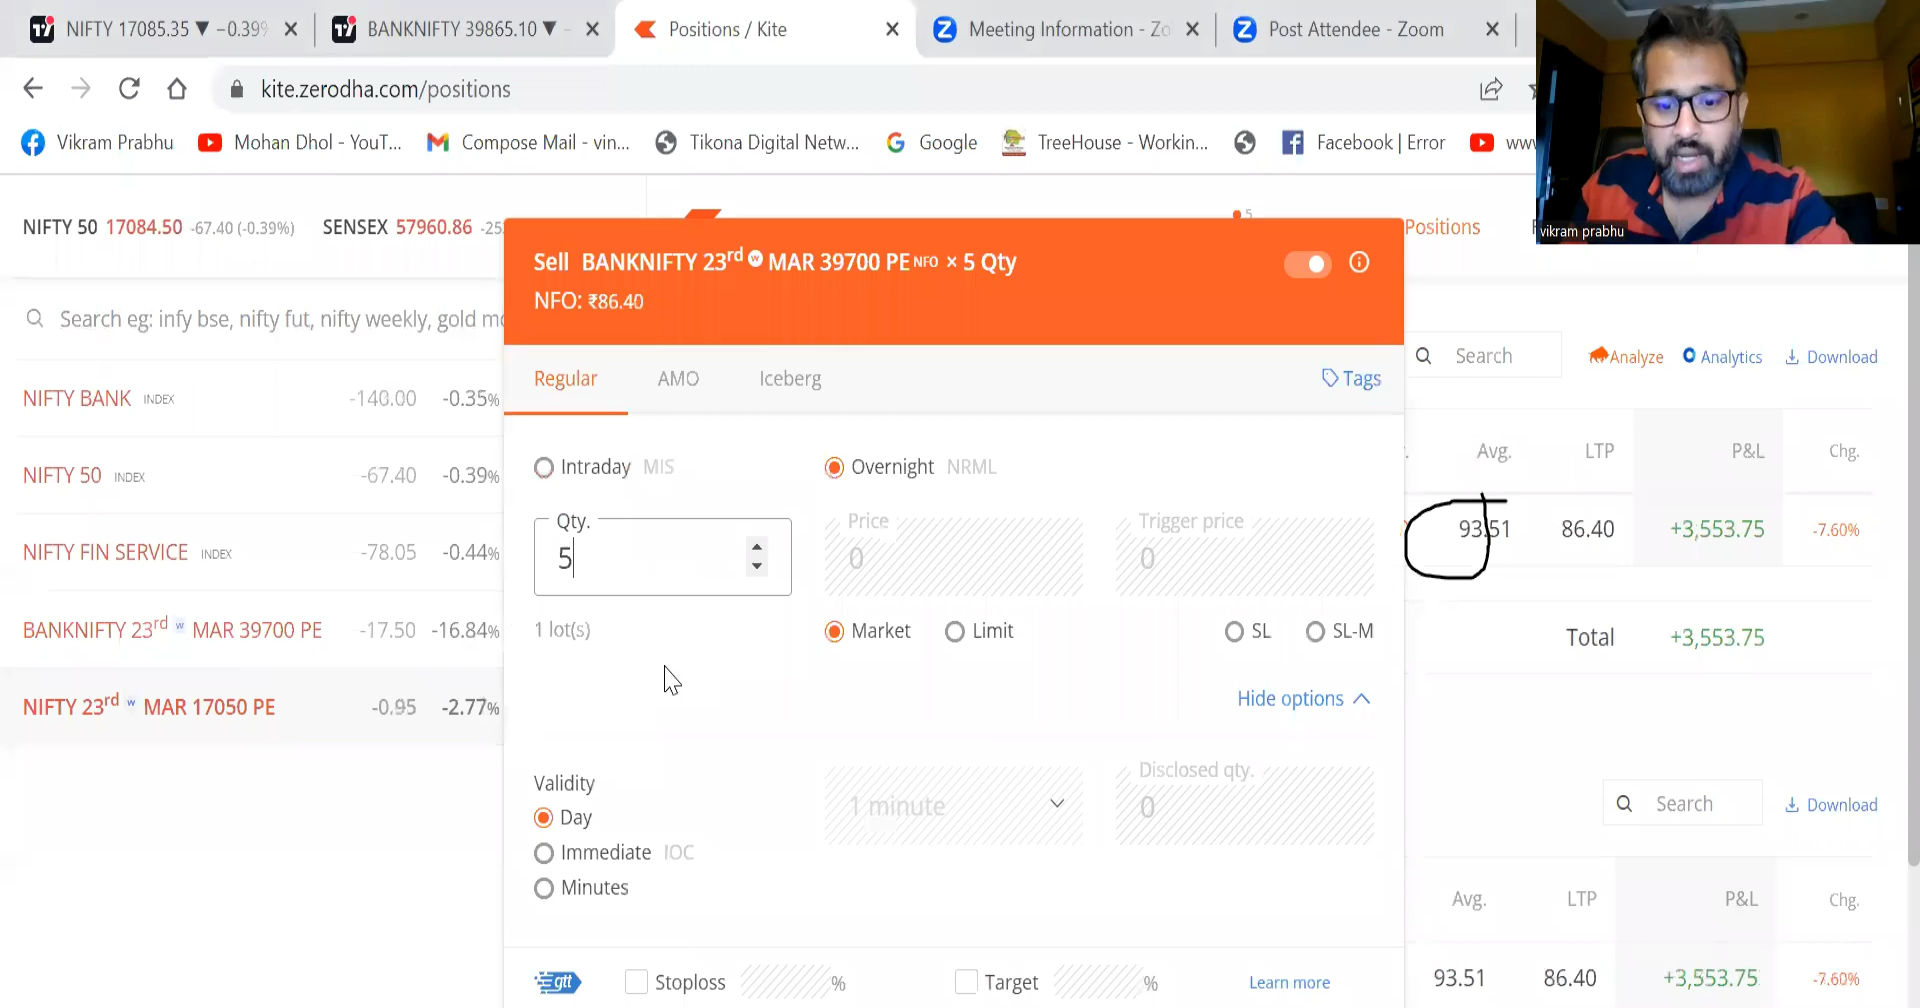 NIFTY 17085.35 ▼ −0.39%
BANKNIFTY 39865.10 ▼ −
Positions / Kite
Meeting Information - Zo
Post Attendee - Zoom
kite.zerodha.com/positions
Vikram Prabhu
Mohan Dhol - YouT...
Compose Mail - vin...
Tikona Digital Netw...
Google
TreeHouse - Workin...
Facebook | Error
www
vikram prabhu
NIFTY 50 17084.50 -67.40 (-0.39%)
SENSEX 57960.86 -25
5
Positions
Sell BANKNIFTY 23rd w MAR 39700 PE NFO × 5 Qty
NFO: ₹86.40
Search eg: infy bse, nifty fut, nifty weekly, gold mc
Search
Analyze
Analytics
Download
Regular
AMO
Iceberg
Tags
NIFTY BANK INDEX -140.00 -0.35%
NIFTY 50 INDEX -67.40 -0.39%
NIFTY FIN SERVICE INDEX -78.05 -0.44%
BANKNIFTY 23rd w MAR 39700 PE -17.50 -16.84%
NIFTY 23rd w MAR 17050 PE -0.95 -2.77%
Intraday MIS
Overnight NRML
Qty.
5
Price
0
Trigger price
0
1 lot(s)
Market
Limit
SL
SL-M
Hide options
Validity
Day
Immediate IOC
Minutes
1 minute
Disclosed qty.
0
gtt
Stoploss %
Target %
Learn more
Avg. LTP P&L Chg.
93.51 86.40 +3,553.75 -7.60%
Total +3,553.75
Search
Download
Avg. LTP P&L Chg.
93.51 86.40 +3,553.75 -7.60%